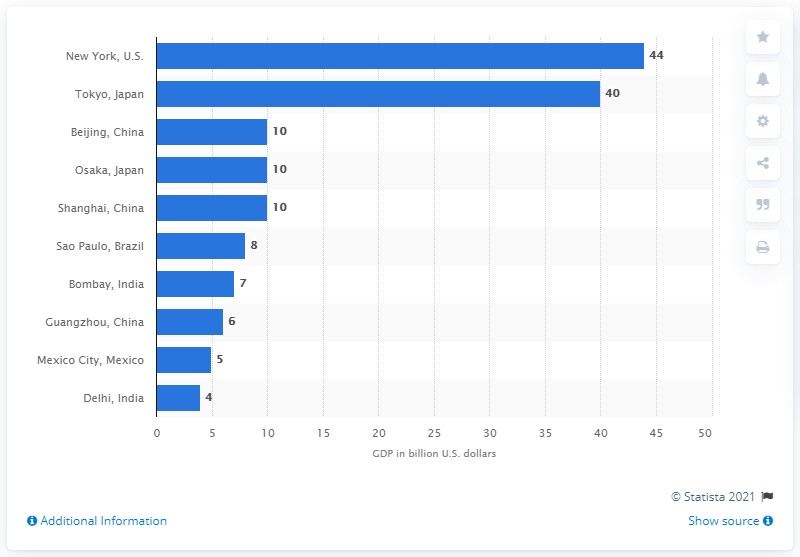 New York, U.S. 44
Tokyo, Japan 40
Beijing, China 10
Osaka, Japan 10
Shanghai, China 10
Sao Paulo, Brazil 8
Bombay, India 7
Guangzhou, China 6
Mexico City, Mexico 5
Delhi, India 4
0 5 10 15 20 25 30 35 40 45 50
GDP in billion U.S. dollars
© Statista 2021
Additional Information Show source